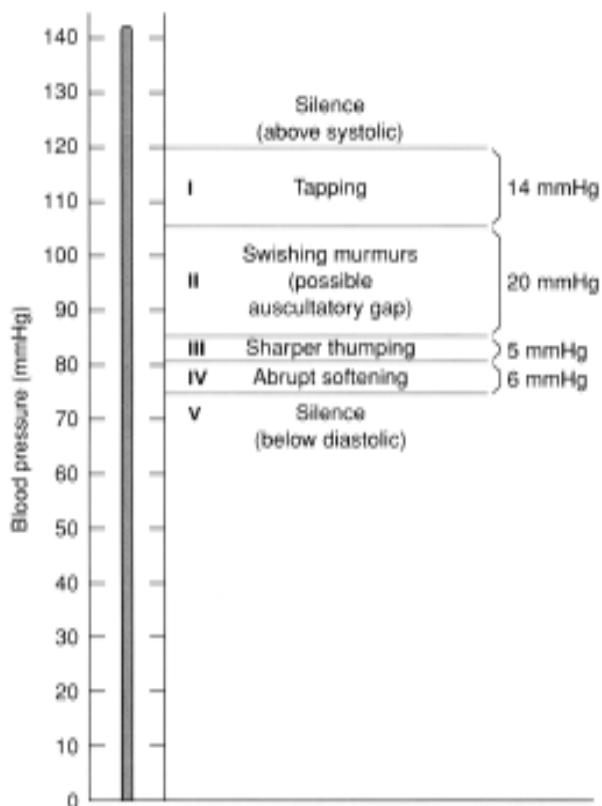 140
130
120
110
100
90
80
70
60
50
40
30
20
10
0
Blood pressure (mmHg)
Silence
(above systolic)
I Tapping 14 mmHg
II Swishing murmurs
(possible
auscultatory gap) 20 mmHg
III Sharper thumping 5 mmHg
IV Abrupt softening 6 mmHg
V Silence
(below diastolic)